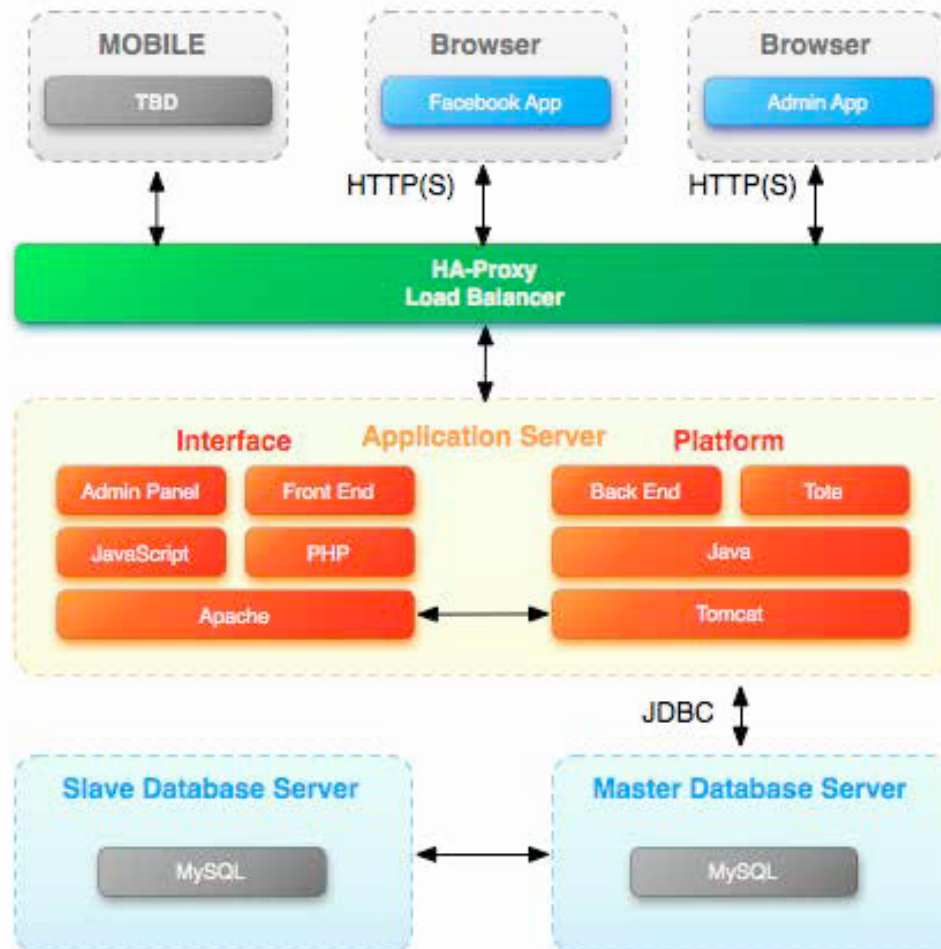 MOBILE
TBD
Browser
Facebook App
Browser
Admin App
HTTP(S)
HTTP(S)
HA-Proxy
Load Balancer
Application Server
Interface
Platform
Admin Panel
Front End
Back End
Tote
JavaScript
PHP
Java
Apache
Tomcat
JDBC
Slave Database Server
Master Database Server
MySQL
MySQL